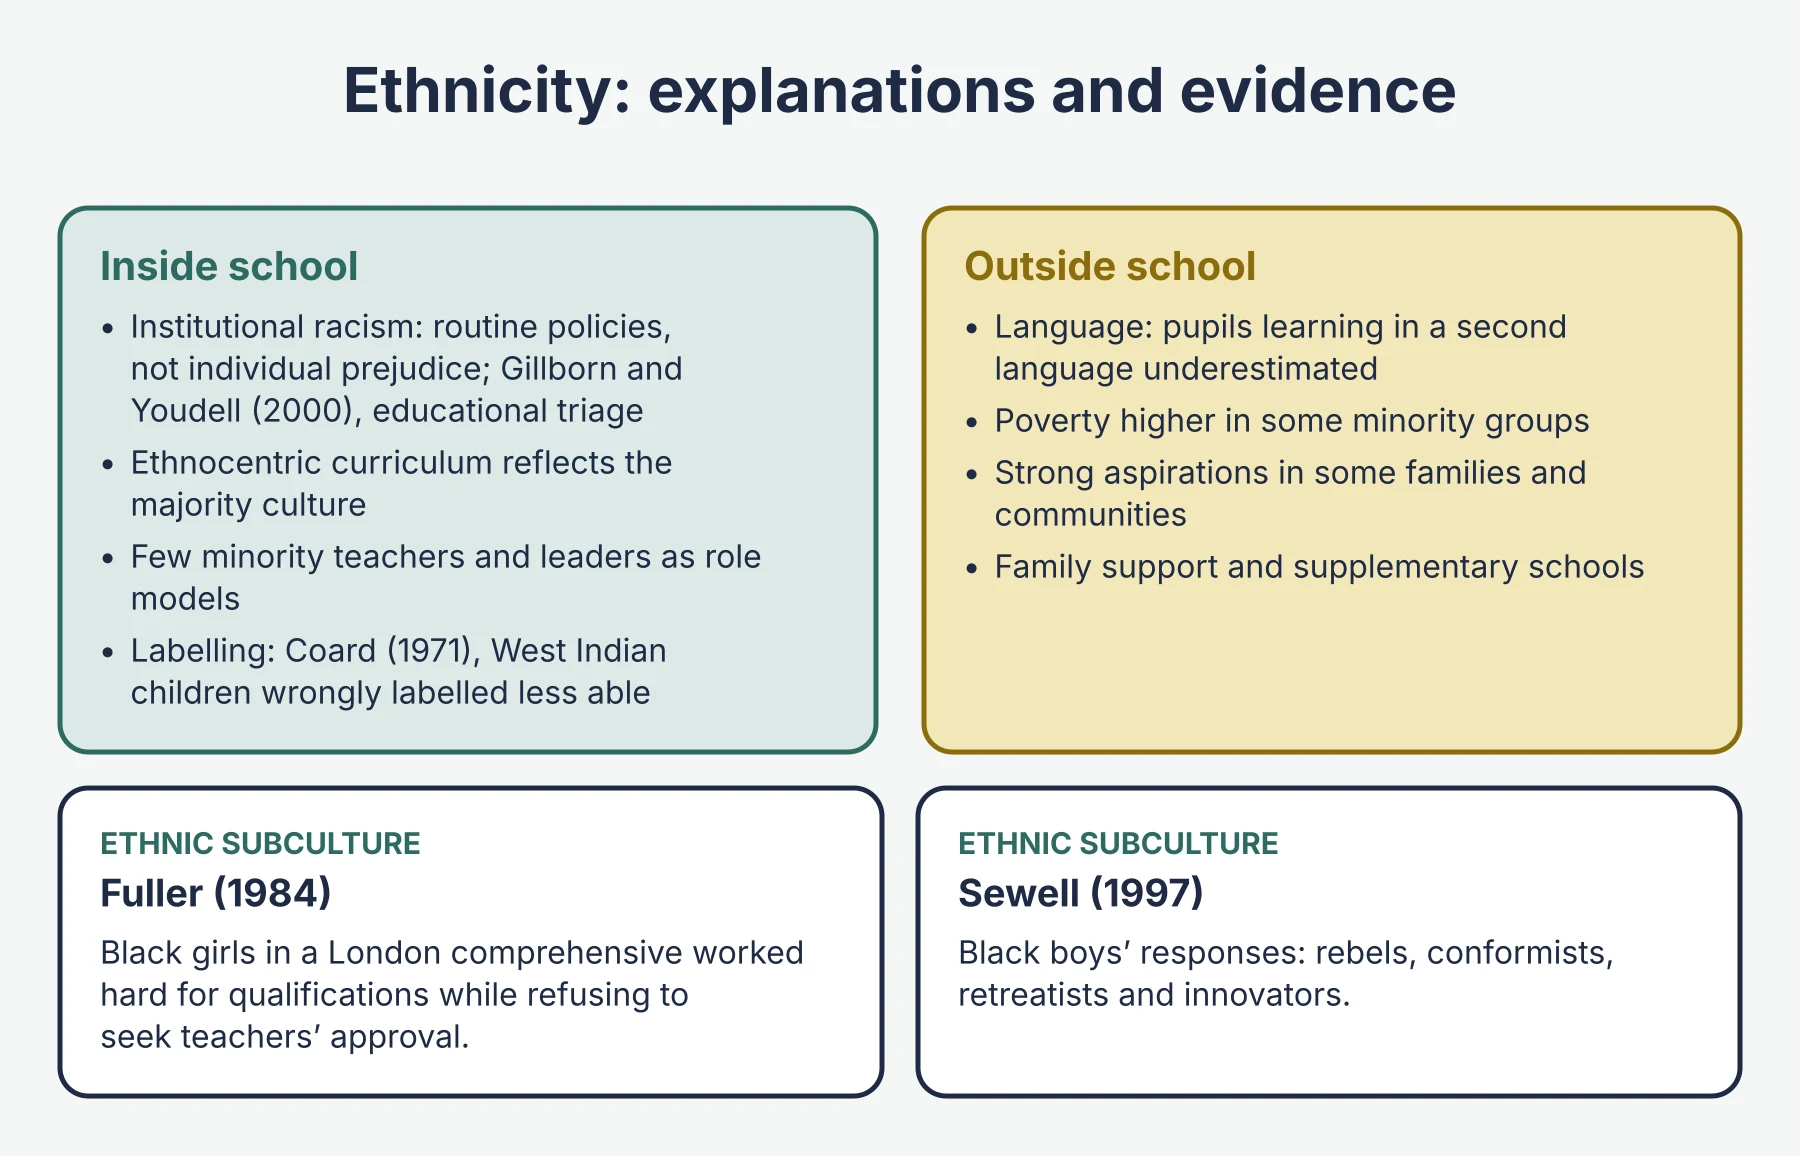 Ethnicity: explanations and evidence
Inside school
• Institutional racism: routine policies,
not individual prejudice; Gillborn and
Youdell (2000), educational triage
• Ethnocentric curriculum reflects the
majority culture
• Few minority teachers and leaders as role
models
• Labelling: Coard (1971), West Indian
children wrongly labelled less able
Outside school
• Language: pupils learning in a second
language underestimated
• Poverty higher in some minority groups
• Strong aspirations in some families and
communities
• Family support and supplementary schools
ETHNIC SUBCULTURE
Fuller (1984)
Black girls in a London comprehensive worked
hard for qualifications while refusing to
seek teachers’ approval.
ETHNIC SUBCULTURE
Sewell (1997)
Black boys’ responses: rebels, conformists,
retreatists and innovators.